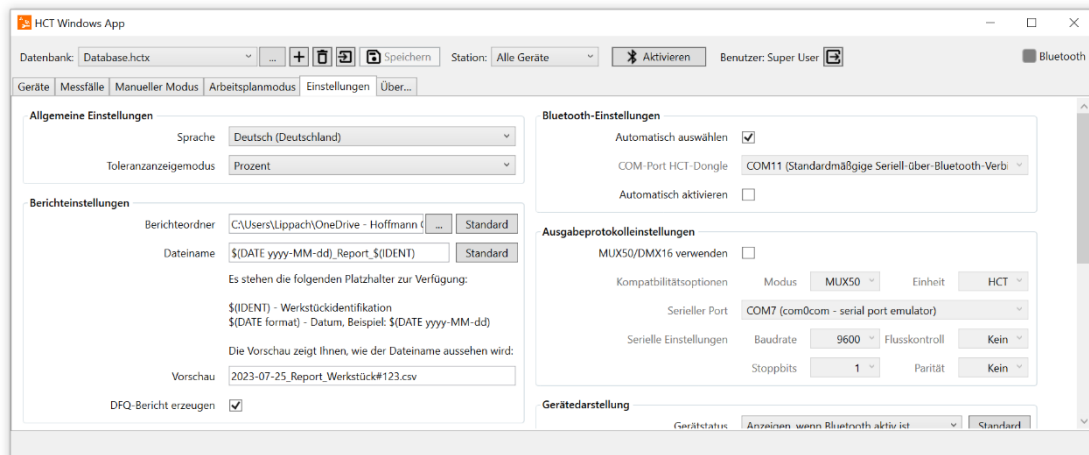 HCT Windows App
Datenbank: Database.hctx ... Speichern Station: Alle Geräte Aktivieren Benutzer: Super User Bluetooth
Geräte Messfälle Manueller Modus Arbeitsplanmodus Einstellungen Über...
Allgemeine Einstellungen
Sprache Deutsch (Deutschland)
Toleranzanzeigemodus Prozent
Berichteinstellungen
Berichteordner C:\Users\Lippach\OneDrive - Hoffmann ... Standard
Dateiname $(DATE yyyy-MM-dd)_Report_$(IDENT) Standard
Es stehen die folgenden Platzhalter zur Verfügung:
$(IDENT) - Werkstückidentifikation
$(DATE format) - Datum, Beispiel: $(DATE yyyy-MM-dd)
Die Vorschau zeigt Ihnen, wie der Dateiname aussehen wird:
Vorschau 2023-07-25_Report_Werkstück#123.csv
DFQ-Bericht erzeugen
Bluetooth-Einstellungen
Automatisch auswählen
COM-Port HCT-Dongle COM11 (Standardmäßgige Seriell-über-Bluetooth-Verbi
Automatisch aktivieren
Ausgabeprotokolleinstellungen
MUX50/DMX16 verwenden
Kompatbilitätsoptionen Modus MUX50 Einheit HCT
Serieller Port COM7 (com0com - serial port emulator)
Serielle Einstellungen Baudrate 9600 Flusskontroll Kein
Stoppbits 1 Parität Kein
Gerätedarstellung
Gerätstatus Anzeigen, wenn Bluetooth aktiv ist Standard